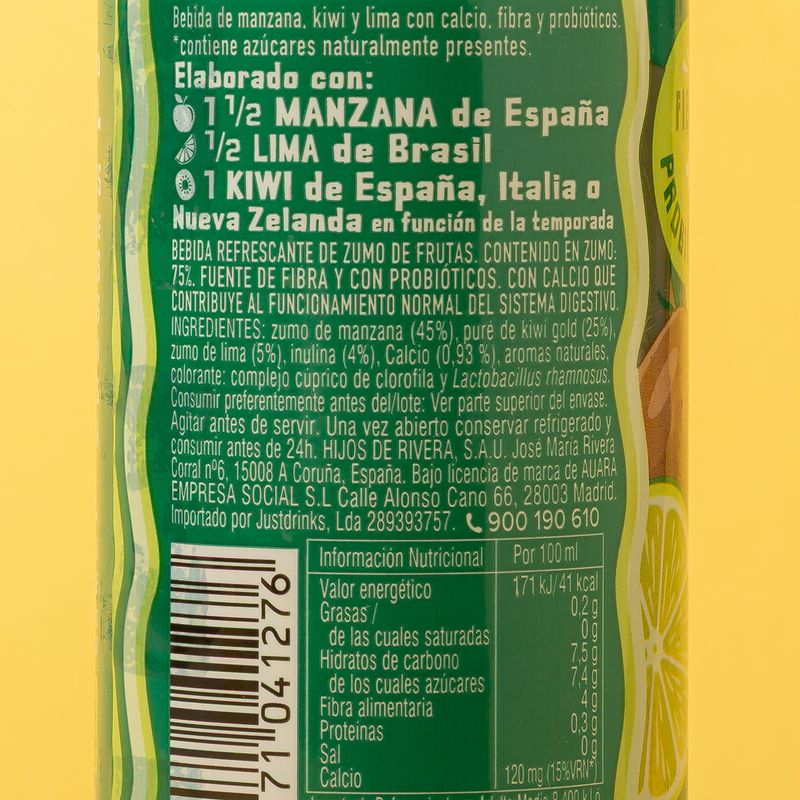 Bebida de manzana, kiwi y lima con calcio, fibra y probióticos.
*contiene azúcares naturalmente presentes.
Elaborado con:
1 1/2 MANZANA de España
1/2 LIMA de Brasil
1 KIWI de España, Italia o
Nueva Zelanda en función de la temporada
BEBIDA REFRESCANTE DE ZUMO DE FRUTAS. CONTENIDO EN ZUMO:
75%. FUENTE DE FIBRA Y CON PROBIÓTICOS. CON CALCIO QUE
CONTRIBUYE AL FUNCIONAMIENTO NORMAL DEL SISTEMA DIGESTIVO.
INGREDIENTES: zumo de manzana (45%), puré de kiwi gold (25%),
zumo de lima (5%), inulina (4%), Calcio (0,93 %), aromas naturales,
colorante: complejo cúprico de clorofila y Lactobacillus rhamnosus.
Consumir preferentemente antes del/lote: Ver parte superior del envase.
Agitar antes de servir. Una vez abierto conservar refrigerado y
consumir antes de 24h. HIJOS DE RIVERA, S.A.U. José María Rivera
Corral nº6, 15008 A Coruña, España. Bajo licencia de marca de AUARA
EMPRESA SOCIAL S.L Calle Alonso Cano 66, 28003 Madrid.
Importado por Justdrinks, Lda 289393757. 900 190 610
Información Nutricional Por 100 ml
Valor energético 171 kJ/41 kcal
Grasas/ 0,2 g
de las cuales saturadas 0g
Hidratos de carbono 7,5 g
de los cuales azúcares 7,4 g
Fibra alimentaria 4 g
Proteínas 0,3 g
Sal 0g
Calcio 120 mg (15%VRN*)
71041276